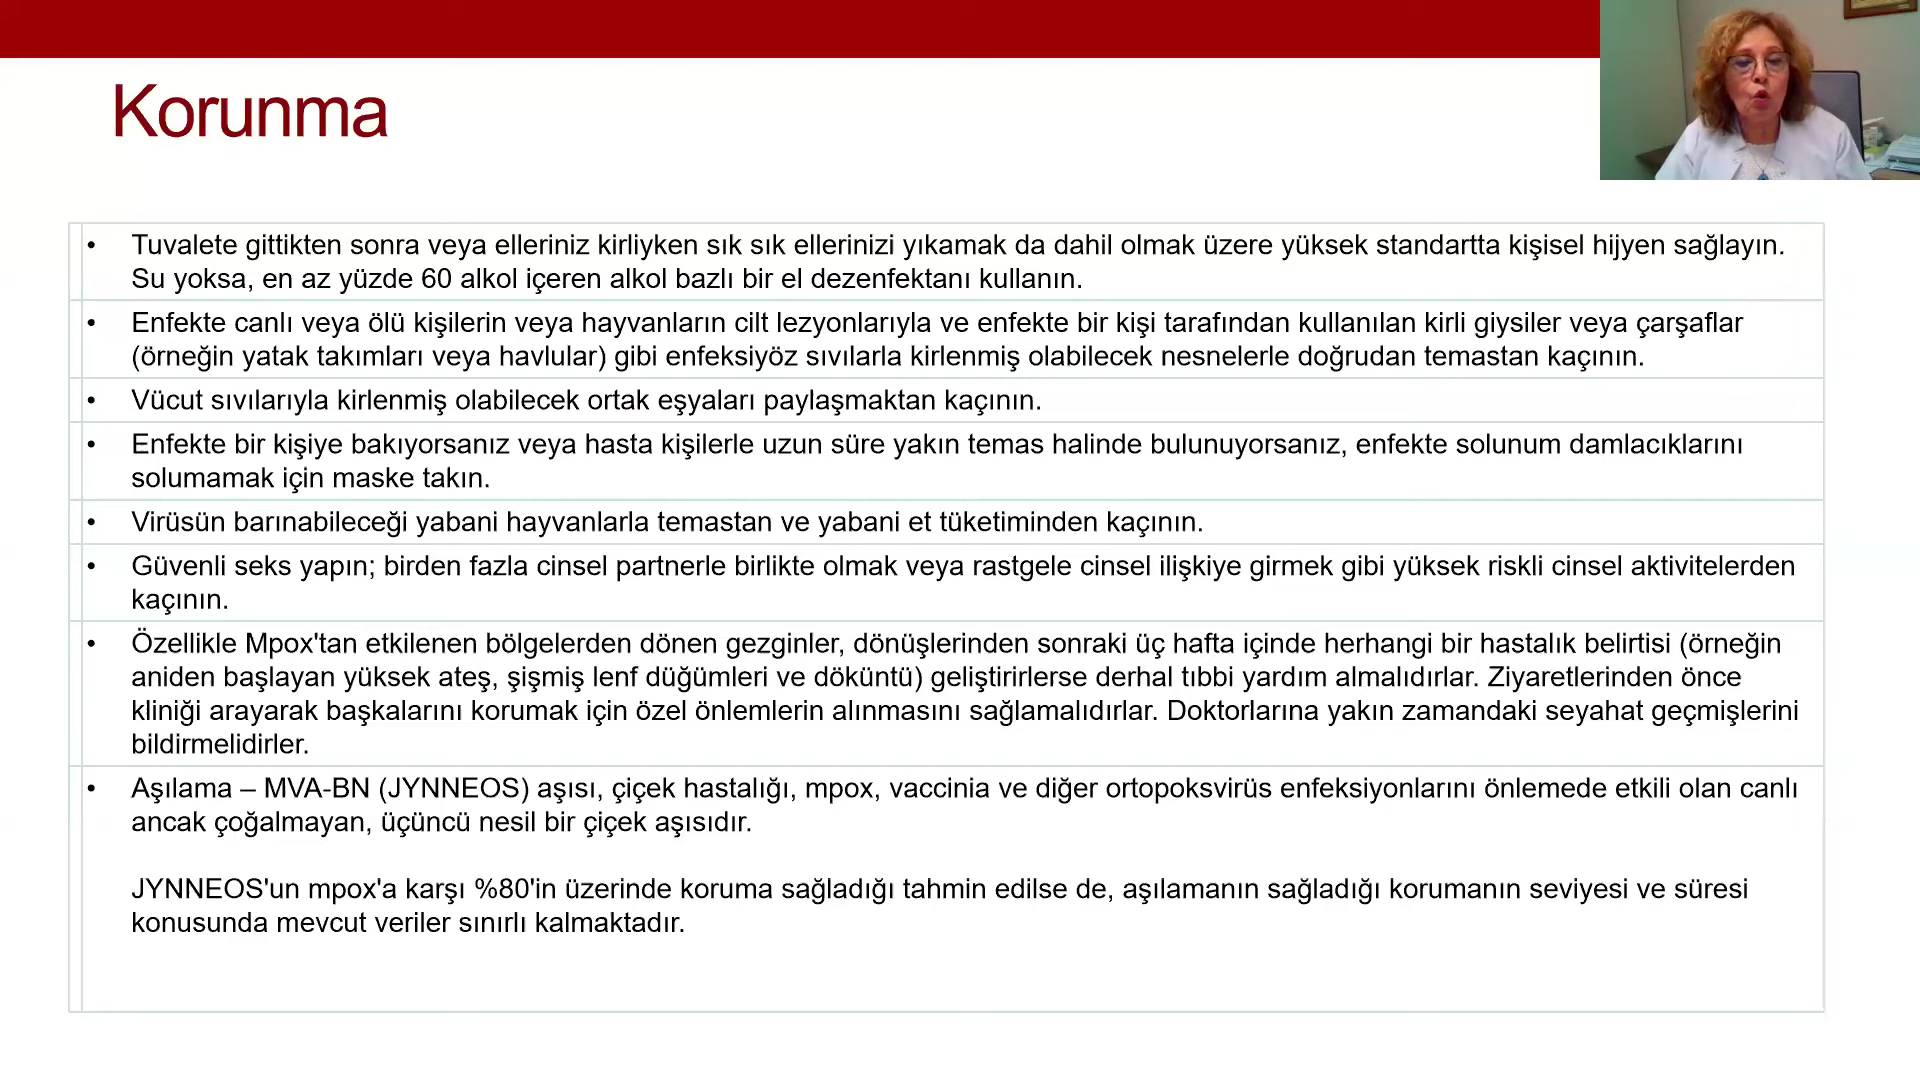 Korunma
• Tuvalete gittikten sonra veya elleriniz kirliyken sık sık ellerinizi yıkamak da dahil olmak üzere yüksek standartta kişisel hijyen sağlayın.
Su yoksa, en az yüzde 60 alkol içeren alkol bazlı bir el dezenfektanı kullanın.
• Enfekte canlı veya ölü kişilerin veya hayvanların cilt lezyonlarıyla ve enfekte bir kişi tarafından kullanılan kirli giysiler veya çarşaflar
(örneğin yatak takımları veya havlular) gibi enfeksiyöz sıvılarla kirlenmiş olabilecek nesnelerle doğrudan temastan kaçının.
• Vücut sıvılarıyla kirlenmiş olabilecek ortak eşyaları paylaşmaktan kaçının.
• Enfekte bir kişiye bakıyorsanız veya hasta kişilerle uzun süre yakın temas halinde bulunuyorsanız, enfekte solunum damlacıklarını
solumamak için maske takın.
• Virüsün barınabileceği yabani hayvanlarla temastan ve yabani et tüketiminden kaçının.
• Güvenli seks yapın; birden fazla cinsel partnerle birlikte olmak veya rastgele cinsel ilişkiye girmek gibi yüksek riskli cinsel aktivitelerden
kaçının.
• Özellikle Mpox'tan etkilenen bölgelerden dönen gezginler, dönüşlerinden sonraki üç hafta içinde herhangi bir hastalık belirtisi (örneğin
aniden başlayan yüksek ateş, şişmiş lenf düğümleri ve döküntü) geliştirirlerse derhal tıbbi yardım almalıdırlar. Ziyaretlerinden önce
kliniği arayarak başkalarını korumak için özel önlemlerin alınmasını sağlamalıdırlar. Doktorlarına yakın zamandaki seyahat geçmişlerini
bildirmelidirler.
• Aşılama – MVA-BN (JYNNEOS) aşısı, çiçek hastalığı, mpox, vaccinia ve diğer ortopoksvirüs enfeksiyonlarını önlemede etkili olan canlı
ancak çoğalmayan, üçüncü nesil bir çiçek aşısıdır.
JYNNEOS'un mpox'a karşı %80'in üzerinde koruma sağladığı tahmin edilse de, aşılamanın sağladığı korumanın seviyesi ve süresi
konusunda mevcut veriler sınırlı kalmaktadır.